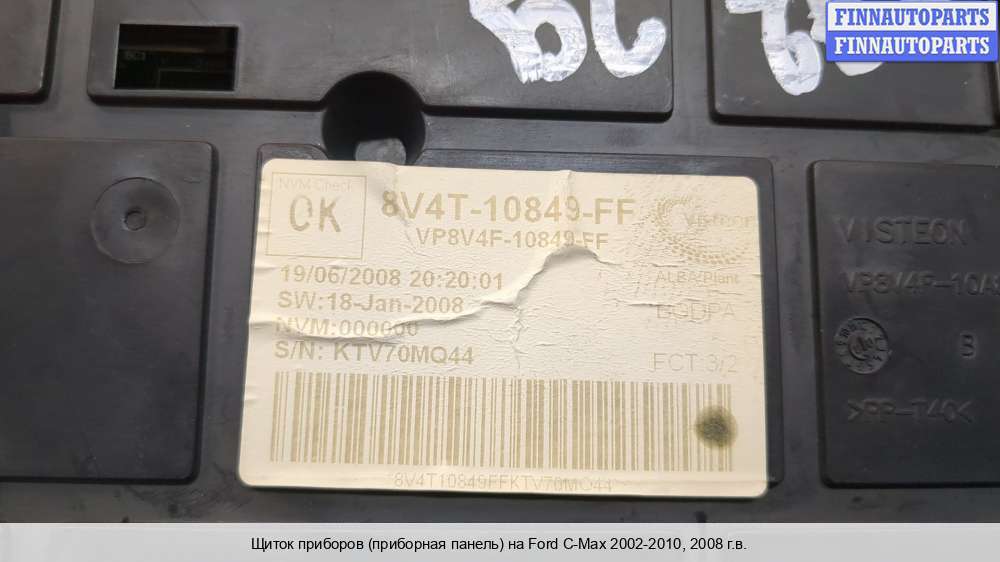 FINNAUTOPARTS
FINNAUTOPARTS
NVM Check
OK
8V4T-10849-FF
VP8V4F-10849-FF
19/06/2008 20:20:01
SW:18-Jan-2008
NVM:000000
S/N: KTV70MQ44
VISTEON
ALBA/Plant
BGDPA
FCT:3/2
8V4T10849FFKTV70MQ44
VISTEON
B
>PP-T40<
Щиток приборов (приборная панель) на Ford C-Max 2002-2010, 2008 г.в.